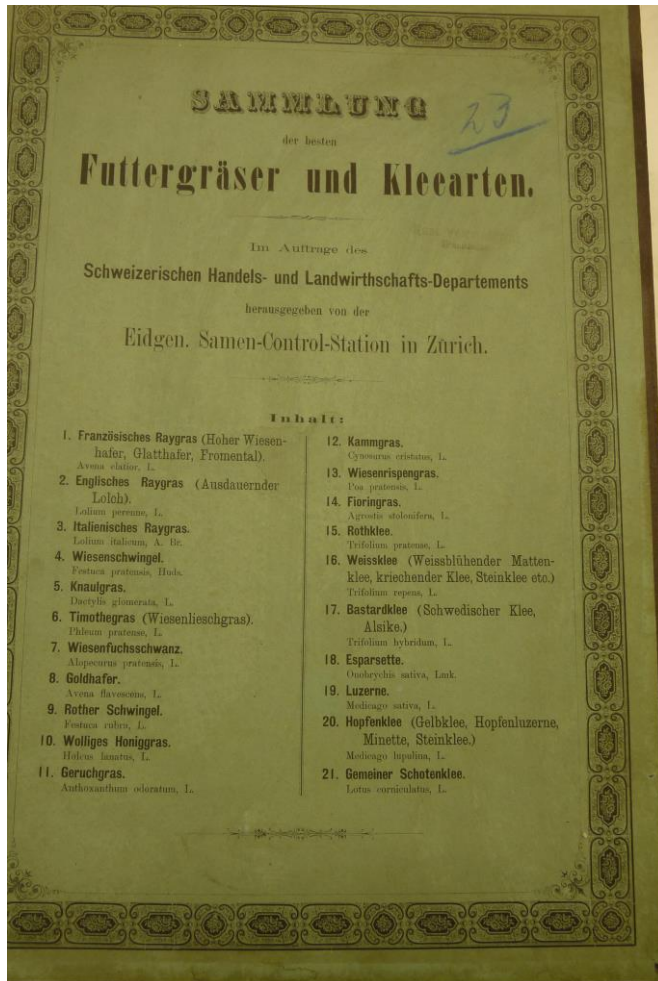 SAMMLUNG
23
der besten
Futtergräser und Kleearten.
Im Auftrage des
Schweizerischen Handels- und Landwirthschafts-Departements
herausgegeben von der
Eidgen. Samen-Control-Station in Zürich.
Inhalt:
1. Französisches Raygras (Hoher Wiesen-
hafer, Glatthafer, Fromental).
Avena elatior, L.
2. Englisches Raygras (Ausdauernder
Lolch).
Lolium perenne, L.
3. Italienisches Raygras.
Lolium italicum, A. Br.
4. Wiesenschwingel.
Festuca pratensis, Huds.
5. Knaulgras.
Dactylis glomerata, L.
6. Timothegras (Wiesenlieschgras).
Phleum pratense, L.
7. Wiesenfuchsschwanz.
Alopecurus pratensis, L.
8. Goldhafer.
Avena flavescens, L.
9. Rother Schwingel.
Festuca rubra, L.
10. Wolliges Honiggras.
Holcus lanatus, L.
11. Geruchgras.
Anthoxanthum odoratum, L.
12. Kammgras.
Cynosurus cristatus, L.
13. Wiesenrispengras.
Poa pratensis, L.
14. Fioringras.
Agrostis stolonifera, L.
15. Rothklee.
Trifolium pratense, L.
16. Weissklee (Weissblühender Matten-
klee, kriechender Klee, Steinklee etc.)
Trifolium repens, L.
17. Bastardklee (Schwedischer Klee,
Alsike.)
Trifolium hybridum, L.
18. Esparsette.
Onobrychis sativa, Lmk.
19. Luzerne.
Medicago sativa, L.
20. Hopfenklee (Gelbklee, Hopfenluzerne,
Minette, Steinklee.)
Medicago lupulina, L.
21. Gemeiner Schotenklee.
Lotus corniculatus, L.